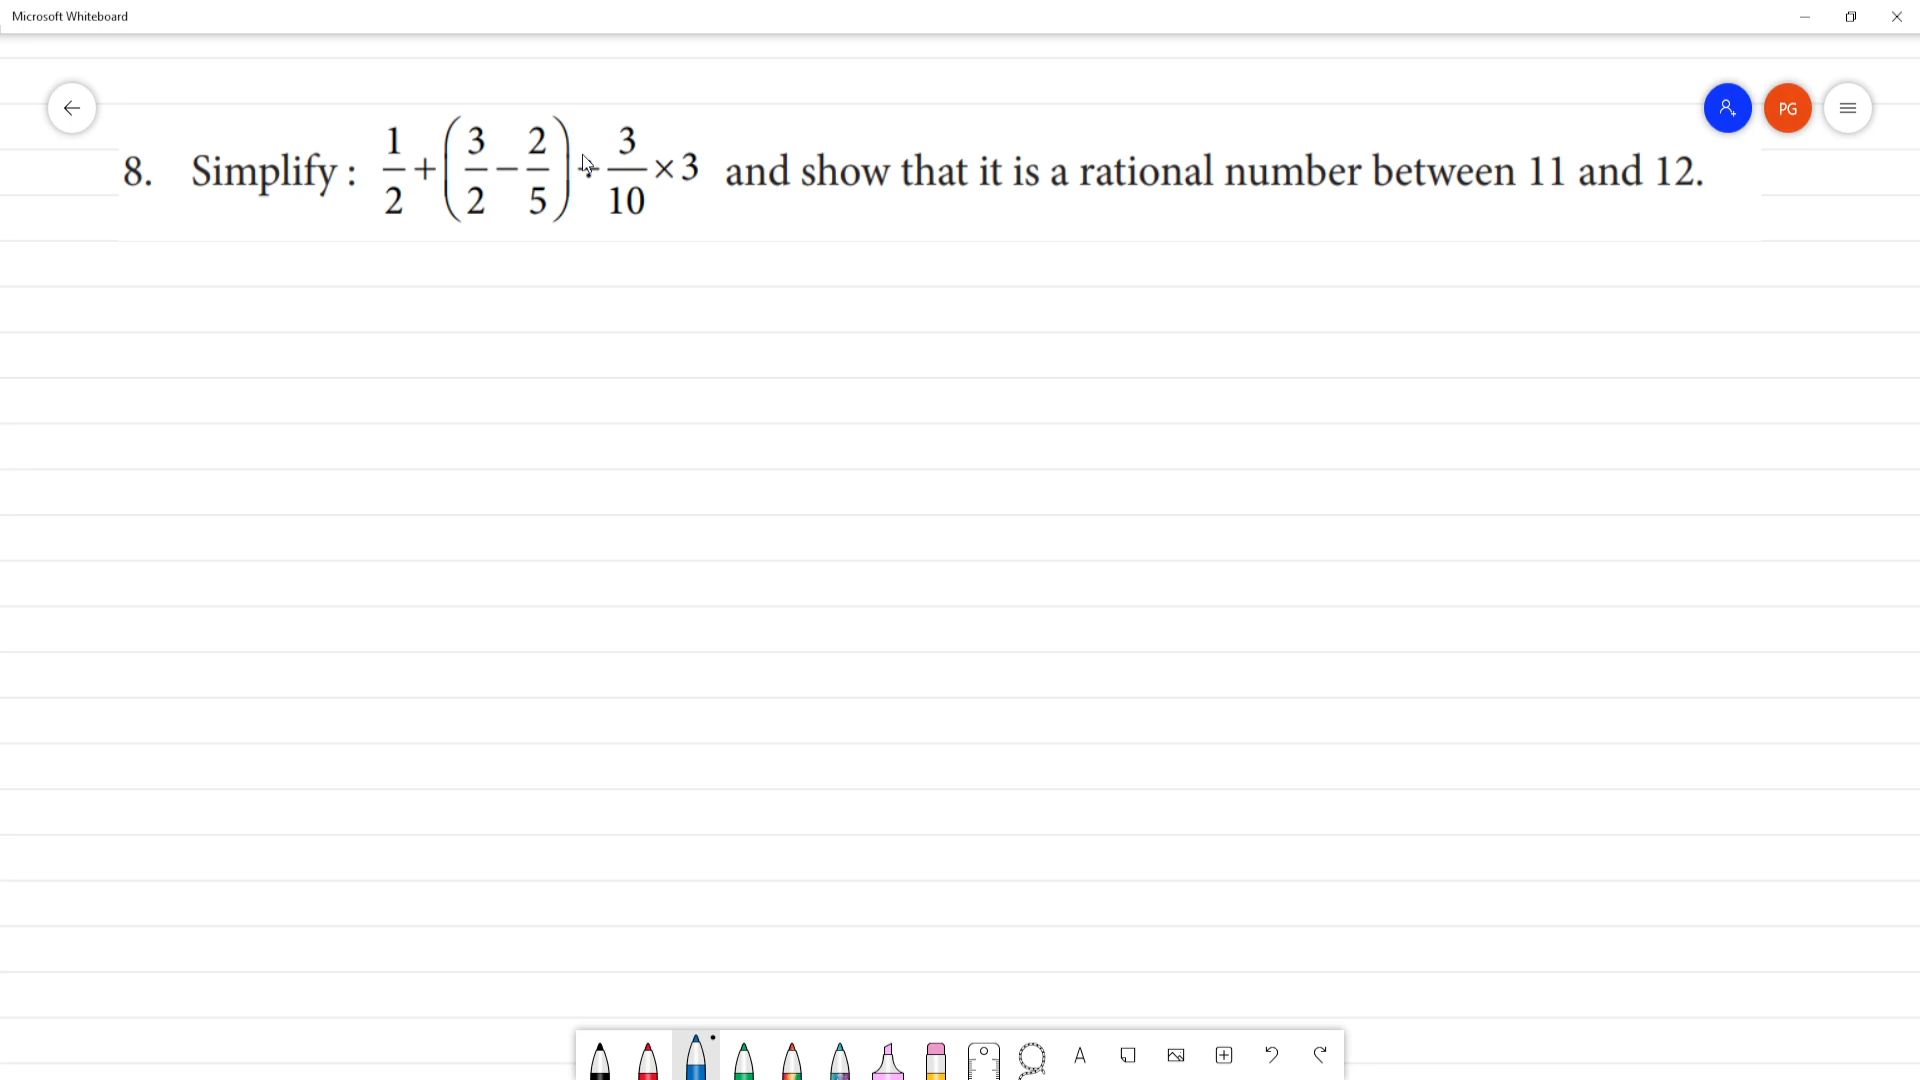 Microsoft Whiteboard
PG
8. Simplify : 1/2 + (3/2 − 2/5) ÷ 3/10 × 3 and show that it is a rational number between 11 and 12.
A